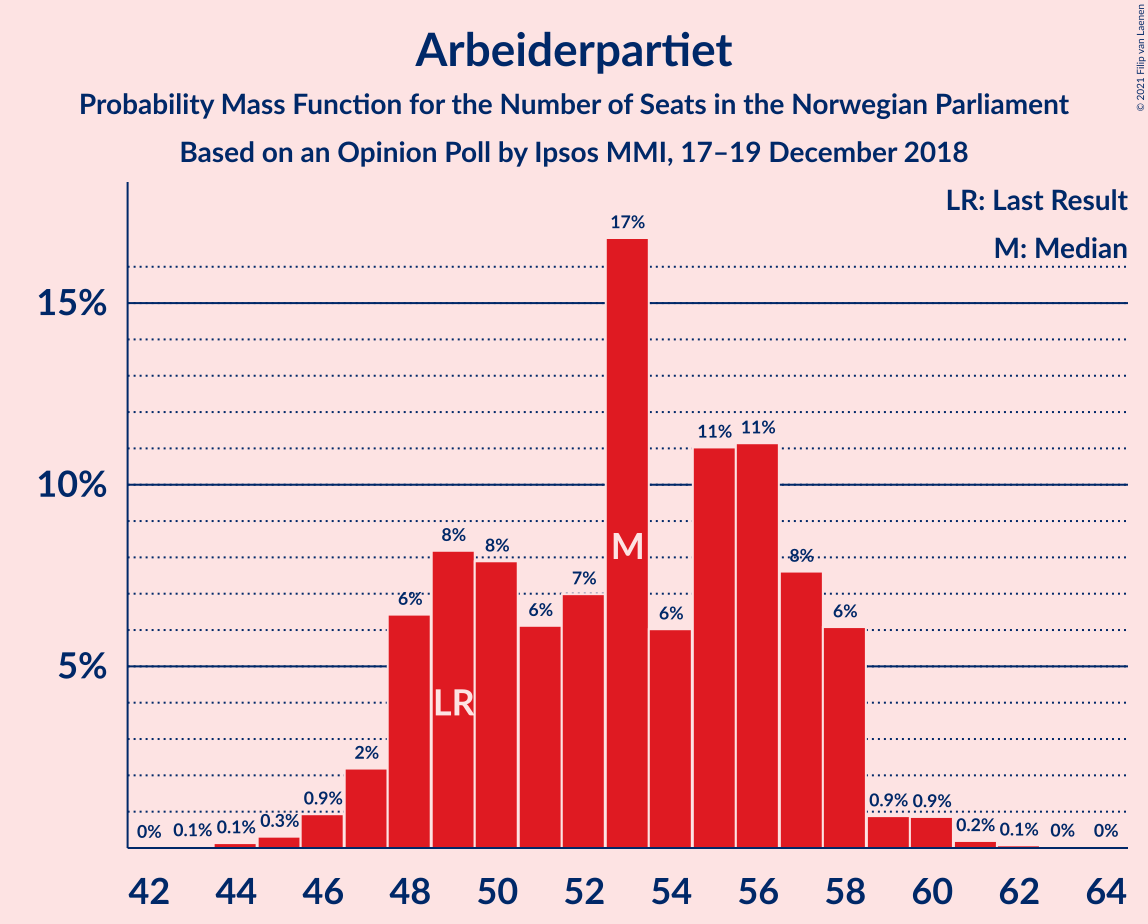 Arbeiderpartiet
Probability Mass Function for the Number of Seats in the Norwegian Parliament
Based on an Opinion Poll by Ipsos MMI, 17–19 December 2018
© 2021 Filip van Laenen
LR: Last Result
M: Median
15%
10%
5%
0% 0.1% 0.1% 0.3% 0.9% 2% 6% 8% 8% 6% 7% 17% 6% 11% 11% 8% 6% 0.9% 0.9% 0.2% 0.1% 0% 0%
M
LR
42 44 46 48 50 52 54 56 58 60 62 64